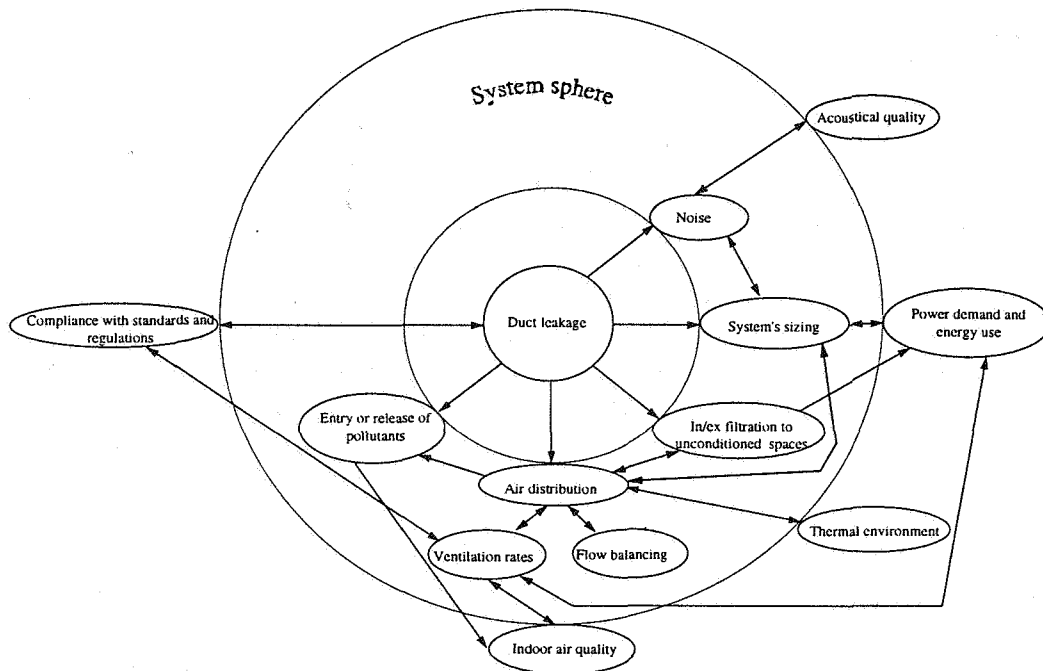 System sphere
Acoustical quality
Noise
Compliance with standards and
regulations
Duct leakage
System's sizing
Power demand and
energy use
Entry or release of
pollutants
In/ex filtration to
unconditioned spaces
Air distribution
Thermal environment
Ventilation rates
Flow balancing
Indoor air quality